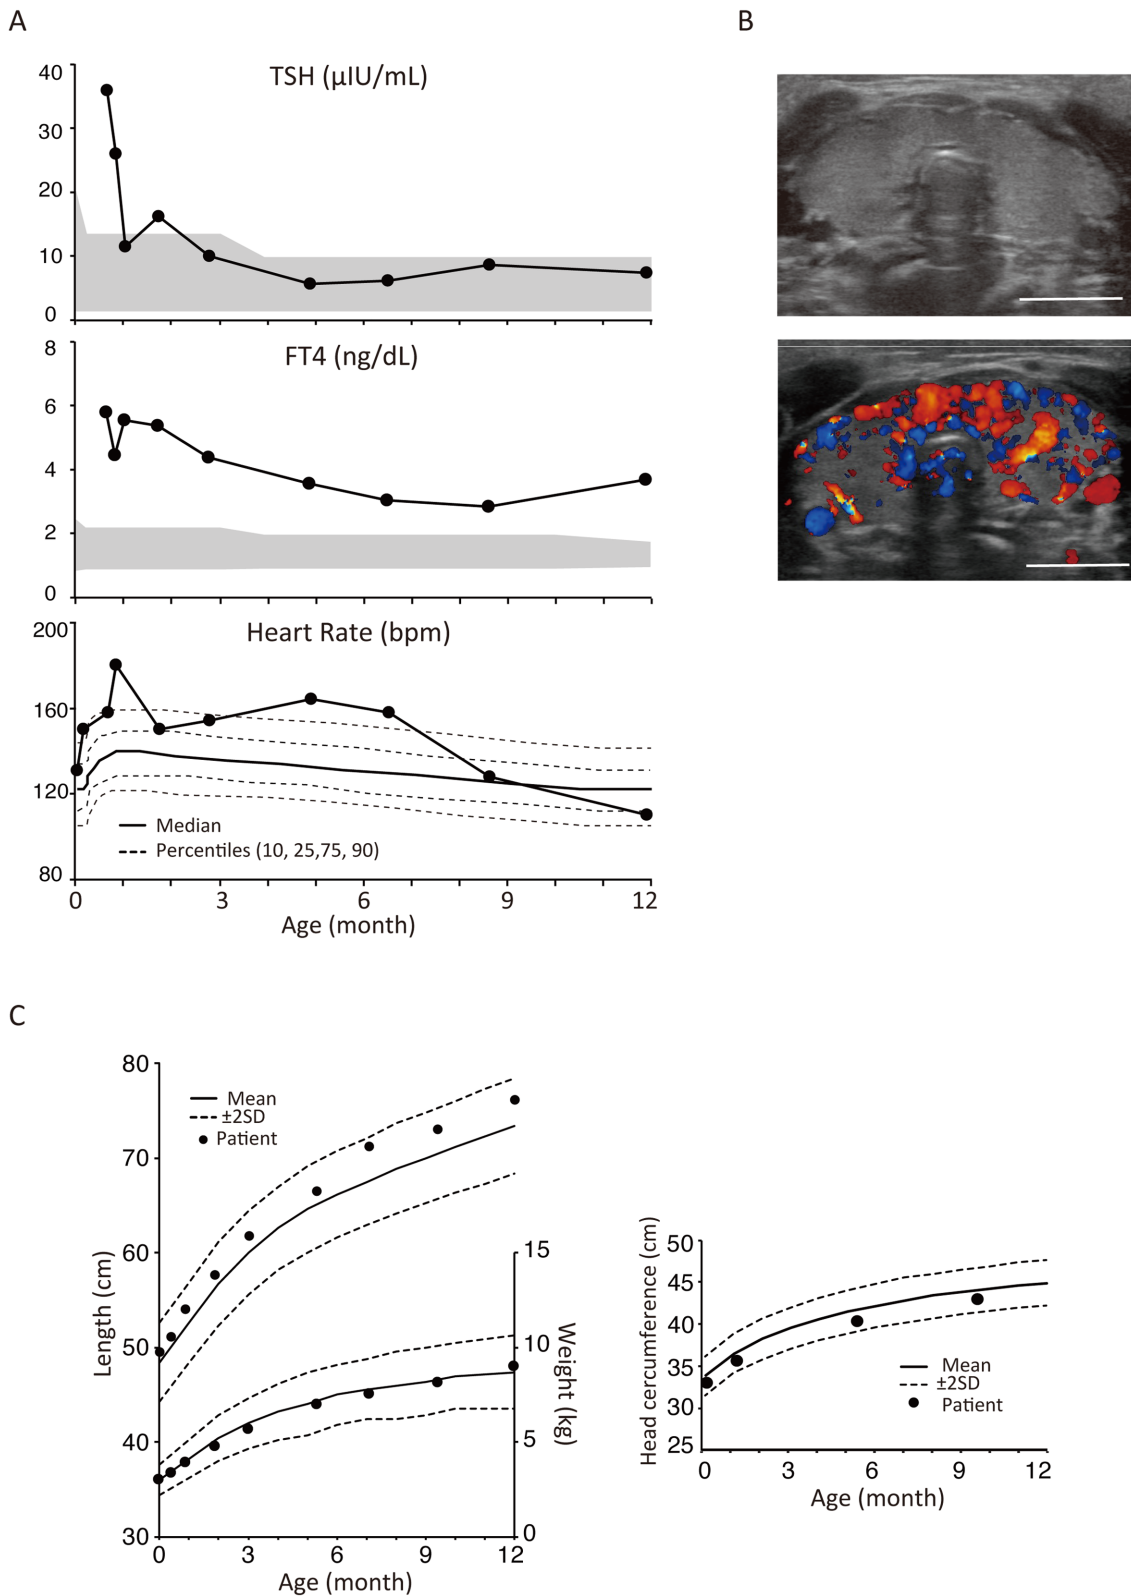 A
B
TSH (μIU/mL)
40
30
20
10
0
FT4 (ng/dL)
8
6
4
2
0
Heart Rate (bpm)
200
160
120
80
Median
Percentiles (10, 25,75, 90)
0 3 6 9 12
Age (month)
C
80
70
60
50
40
30
Length (cm)
Mean
±2SD
Patient
15
10
5
0
Weight (kg)
0 3 6 9 12
Age (month)
50
45
40
35
30
25
Head cercumference (cm)
Mean
±2SD
Patient
0 3 6 9 12
Age (month)